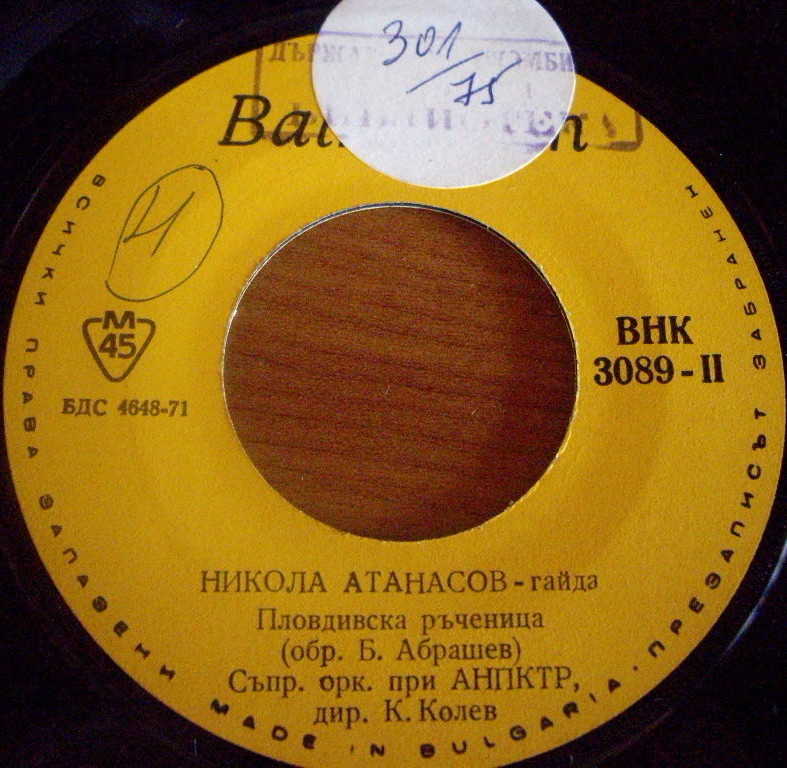 301/75
ВСИЧКИ ПРАВА ЗАПАЗЕНИ
MADE IN BULGARIA · ПРЕЗАПИСЪТ ЗАБРАНЕН
M
45
БДС 4648-71
ВНК
3089-II
НИКОЛА АТАНАСОВ - гайда
Пловдивска ръченица
(обр. Б. Абрашев)
Съпр. орк. при АНПКТР,
дир. К. Колев